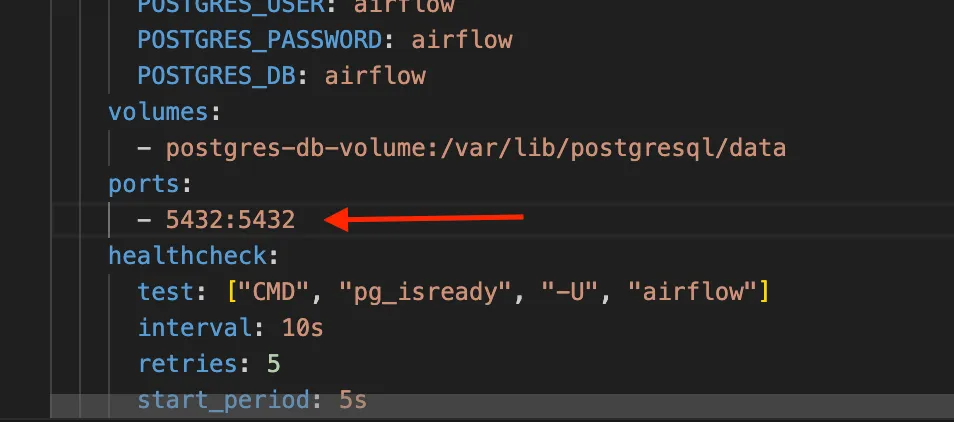 POSTGRES_USER: airflow
POSTGRES_PASSWORD: airflow
POSTGRES_DB: airflow
volumes:
- postgres-db-volume:/var/lib/postgresql/data
ports:
- 5432:5432
healthcheck:
test: ["CMD", "pg_isready", "-U", "airflow"]
interval: 10s
retries: 5
start_period: 5s